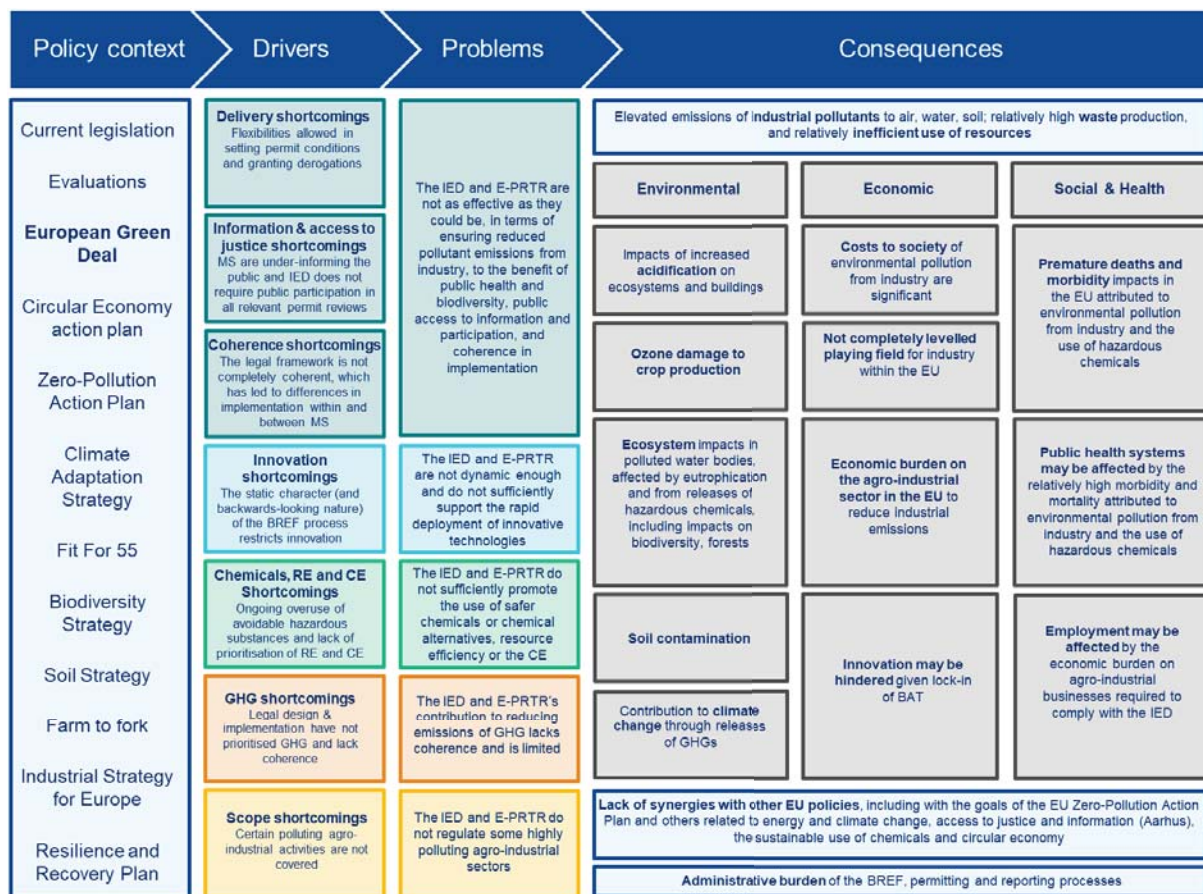 Policy context
Drivers
Problems
Consequences
Current legislation
Evaluations
European Green
Deal
Circular Economy
action plan
Zero-Pollution
Action Plan
Climate
Adaptation
Strategy
Fit For 55
Biodiversity
Strategy
Soil Strategy
Farm to fork
Industrial Strategy
for Europe
Resilience and
Recovery Plan
Delivery shortcomings
Flexibilities allowed in
setting permit conditions
and granting derogations
Information & access to
justice shortcomings
MS are under-informing the
public and IED does not
require public participation in
all relevant permit reviews
Coherence shortcomings
The legal framework is not
completely coherent, which
has led to differences in
implementation within and
between MS
Innovation
shortcomings
The static character (and
backwards-looking nature)
of the BREF process
restricts innovation
Chemicals, RE and CE
Shortcomings
Ongoing overuse of
avoidable hazardous
substances and lack of
prioritisation of RE and CE
GHG shortcomings
Legal design &
implementation have not
prioritised GHG and lack
coherence
Scope shortcomings
Certain polluting agro-
industrial activities are not
covered
The IED and E-PRTR are
not as effective as they
could be, in terms of
ensuring reduced
pollutant emissions from
industry, to the benefit of
public health and
biodiversity, public
access to information and
participation, and
coherence in
implementation
The IED and E-PRTR
are not dynamic enough
and do not sufficiently
support the rapid
deployment of innovative
technologies
The IED and E-PRTR do
not sufficiently promote
the use of safer
chemicals or chemical
alternatives, resource
efficiency or the CE
The IED and E-PRTR's
contribution to reducing
emissions of GHG lacks
coherence and is limited
The IED and E-PRTR do
not regulate some highly
polluting agro-industrial
sectors
Elevated emissions of industrial pollutants to air, water, soil; relatively high waste production,
and relatively inefficient use of resources
Environmental
Impacts of increased
acidification on
ecosystems and buildings
Ozone damage to
crop production
Ecosystem impacts in
polluted water bodies,
affected by eutrophication
and from releases of
hazardous chemicals,
including impacts on
biodiversity, forests
Soil contamination
Contribution to climate
change through releases
of GHGs
Economic
Costs to society of
environmental pollution
from industry are
significant
Not completely levelled
playing field for industry
within the EU
Economic burden on
the agro-industrial
sector in the EU to
reduce industrial
emissions
Innovation may be
hindered given lock-in
of BAT
Social & Health
Premature deaths and
morbidity impacts in
the EU attributed to
environmental pollution
from industry and the
use of hazardous
chemicals
Public health systems
may be affected by the
relatively high morbidity and
mortality attributed to
environmental pollution from
industry and the use of
hazardous chemicals
Employment may be
affected by the
economic burden on
agro-industrial
businesses required to
comply with the IED
Lack of synergies with other EU policies, including with the goals of the EU Zero-Pollution Action
Plan and others related to energy and climate change, access to justice and information (Aarhus),
the sustainable use of chemicals and circular economy
Administrative burden of the BREF, permitting and reporting processes